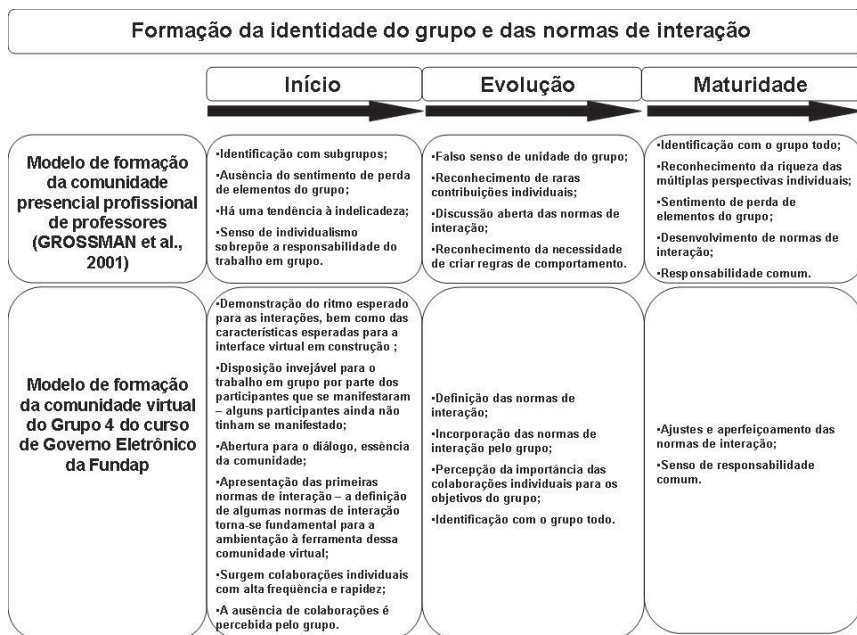 Formação da identidade do grupo e das normas de interação
Início
Evolução
Maturidade
Modelo de formação
da comunidade
presencial profissional
de professores
(GROSSMAN et al.,
2001)
•Identificação com subgrupos;
•Ausência do sentimento de perda
de elementos do grupo;
•Há uma tendência à indelicadeza;
•Senso de individualismo
sobrepõe a responsabilidade do
trabalho em grupo.
•Falso senso de unidade do grupo;
•Reconhecimento de raras
contribuições individuais;
•Discussão aberta das normas de
interação;
•Reconhecimento da necessidade
de criar regras de comportamento.
•Identificação com o grupo todo;
•Reconhecimento da riqueza das
múltiplas perspectivas individuais;
•Sentimento de perda de
elementos do grupo;
•Desenvolvimento de normas de
interação;
•Responsabilidade comum.
Modelo de formação
da comunidade virtual
do Grupo 4 do curso
de Governo Eletrônico
da Fundap
•Demonstração do ritmo esperado
para as interações, bem como das
características esperadas para a
interface virtual em construção ;
•Disposição invejável para o
trabalho em grupo por parte dos
participantes que se manifestaram
– alguns participantes ainda não
tinham se manifestado;
•Abertura para o diálogo, essência
da comunidade;
•Apresentação das primeiras
normas de interação – a definição
de algumas normas de interação
torna-se fundamental para a
ambientação à ferramenta dessa
comunidade virtual;
•Surgem colaborações individuais
com alta freqüência e rapidez;
•A ausência de colaborações é
percebida pelo grupo.
•Definição das normas de
interação;
•Incorporação das normas de
interação pelo grupo;
•Percepção da importância das
colaborações individuais para os
objetivos do grupo;
•Identificação com o grupo todo.
•Ajustes e aperfeiçoamento das
normas de interação;
•Senso de responsabilidade
comum.